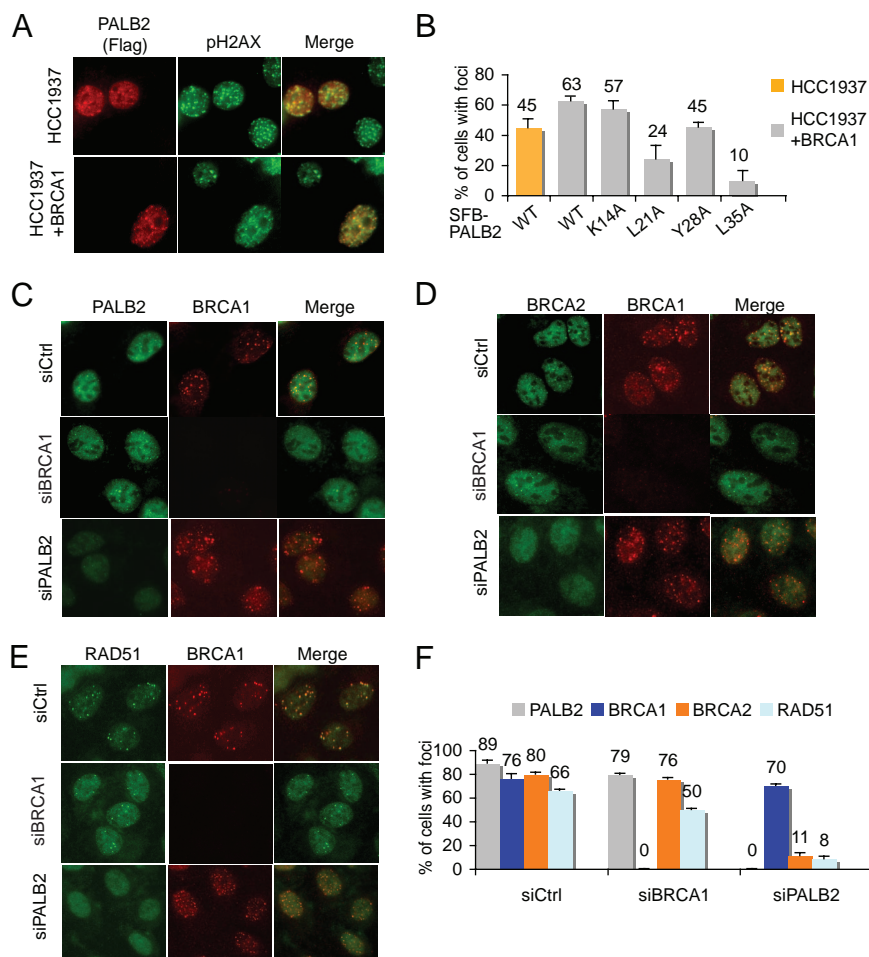 A
PALB2
(Flag)
pH2AX
Merge
HCC1937
HCC1937
+BRCA1
B
% of cells with foci
80
60
40
20
0
45
63
57
24
45
10
HCC1937
HCC1937
+BRCA1
SFB-
PALB2
WT
WT
K14A
L21A
Y28A
L35A
C
PALB2
BRCA1
Merge
siCtrl
siBRCA1
siPALB2
D
BRCA2
BRCA1
Merge
siCtrl
siBRCA1
siPALB2
E
RAD51
BRCA1
Merge
siCtrl
siBRCA1
siPALB2
F
PALB2
BRCA1
BRCA2
RAD51
% of cells with foci
100
80
60
40
20
0
89
76
80
66
79
0
76
50
0
70
11
8
siCtrl
siBRCA1
siPALB2